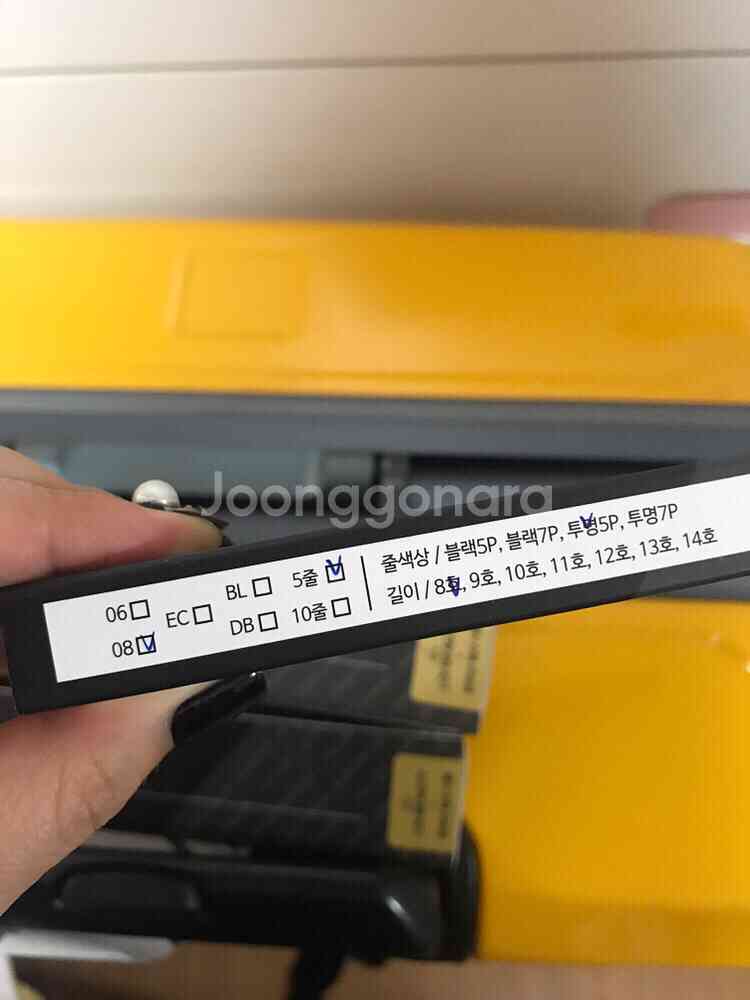 Joonggonara
06□ EC□ BL□ 5줄☑ 줄색상 / 블랙5P, 블랙7P, 투명5P, 투명7P
08☑ DB□ 10줄□ 길이 / 8호, 9호, 10호, 11호, 12호, 13호, 14호